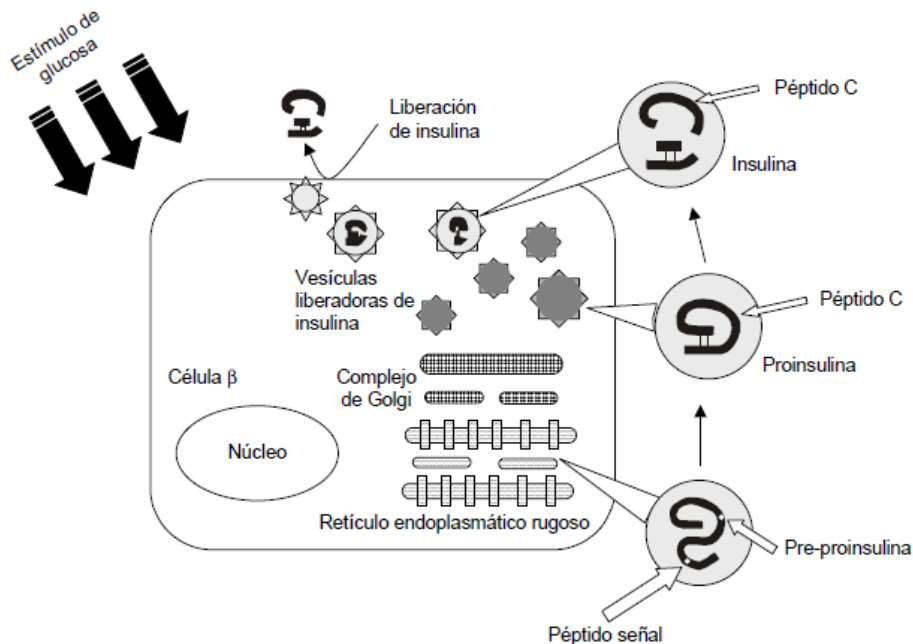 Estímulo de
glucosa
Liberación
de insulina
Péptido C
Insulina
Vesículas
liberadoras de
insulina
Péptido C
Proinsulina
Célula β
Complejo
de Golgi
Núcleo
Retículo endoplasmático rugoso
Pre-proinsulina
Péptido señal